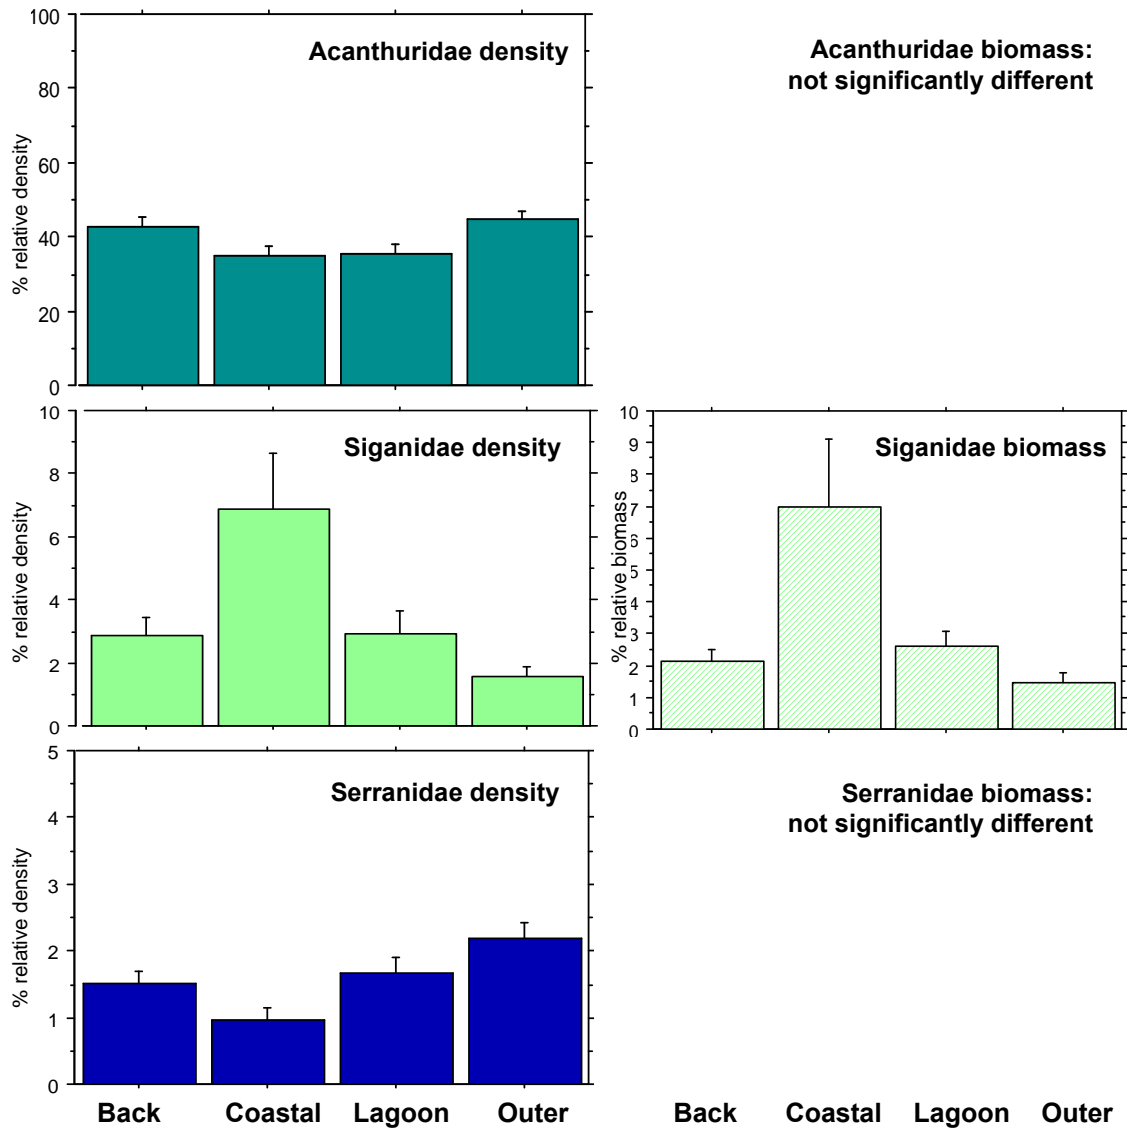 100
80
60
40
20
0
% relative density
Acanthuridae density
Acanthuridae biomass:
not significantly different
10
8
6
4
2
0
% relative density
Siganidae density
10
9
8
7
6
5
4
3
2
1
0
% relative biomass
Siganidae biomass
5
4
3
2
1
0
% relative density
Serranidae density
Serranidae biomass:
not significantly different
Back Coastal Lagoon Outer
Back Coastal Lagoon Outer